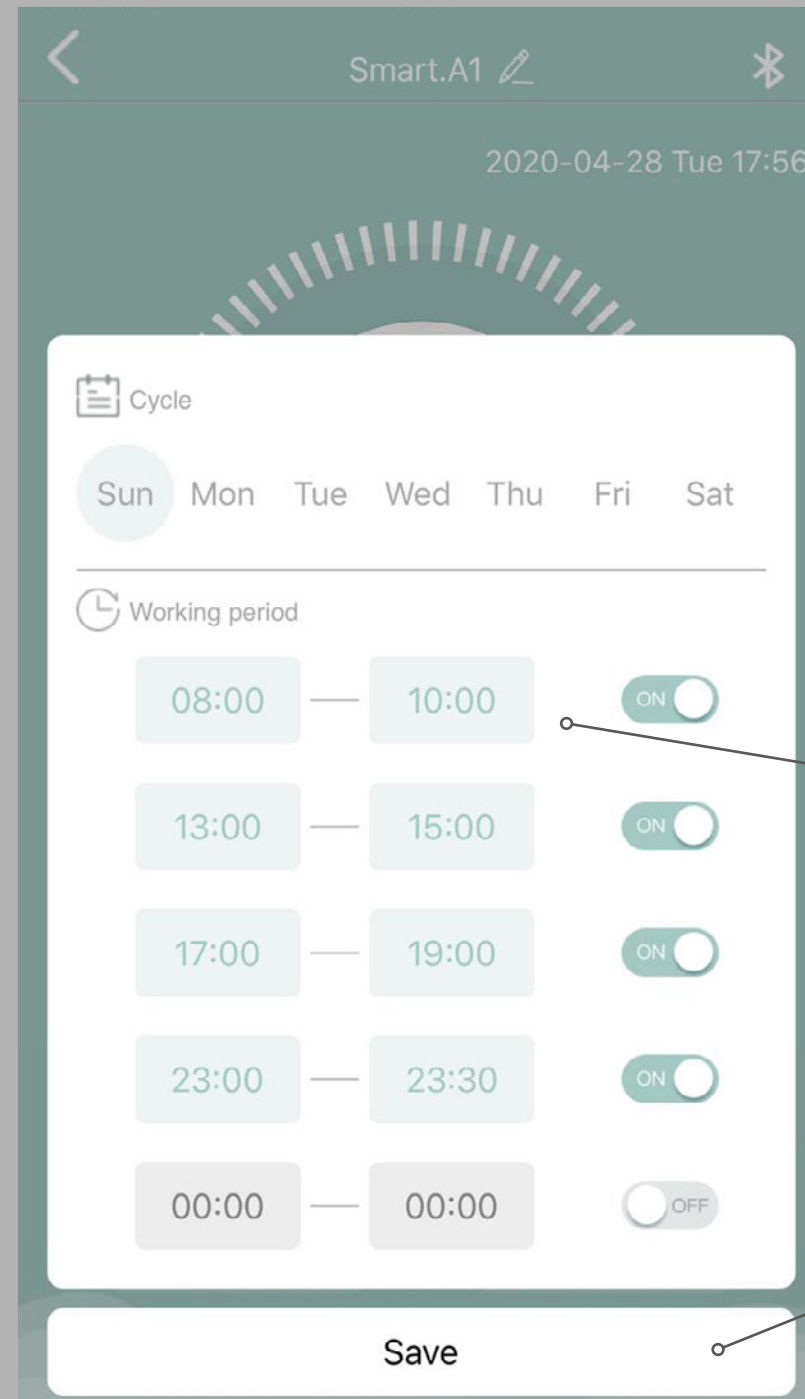 Smart.A1
2020-04-28 Tue 17:56
Cycle
Sun Mon Tue Wed Thu Fri Sat
Working period
08:00 — 10:00 ON
13:00 — 15:00 ON
17:00 — 19:00 ON
23:00 — 23:30 ON
00:00 — 00:00 OFF
Save